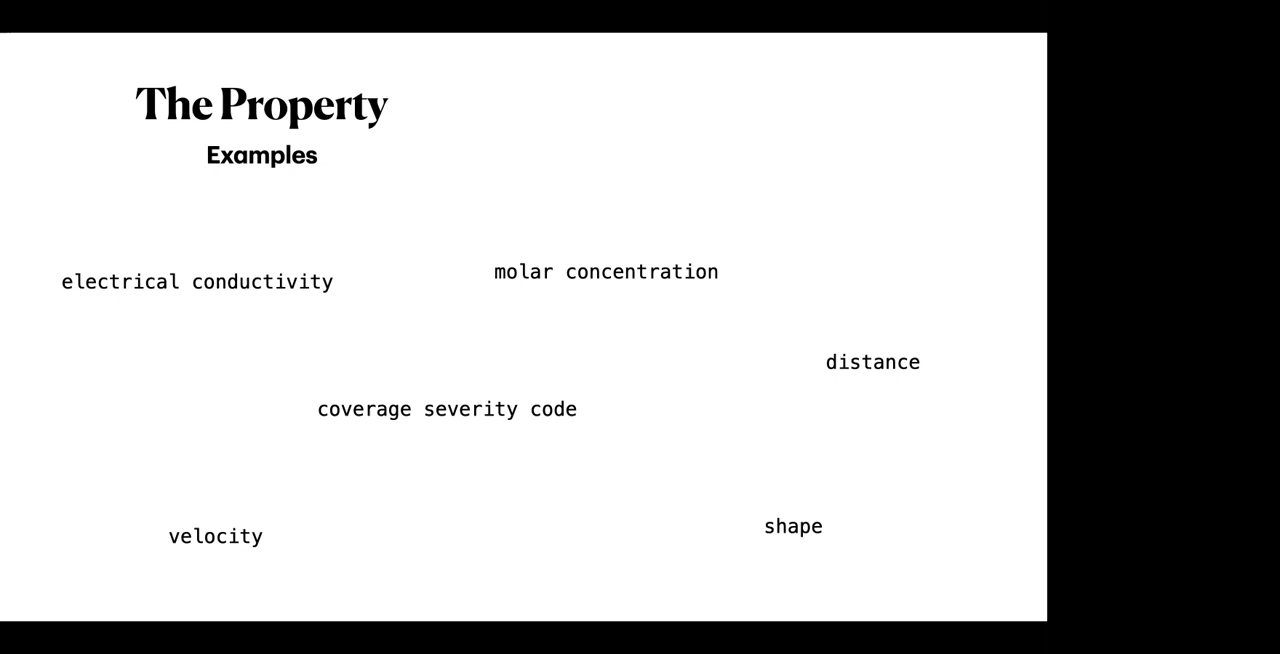 The Property
Examples
electrical conductivity
molar concentration
distance
coverage severity code
velocity
shape